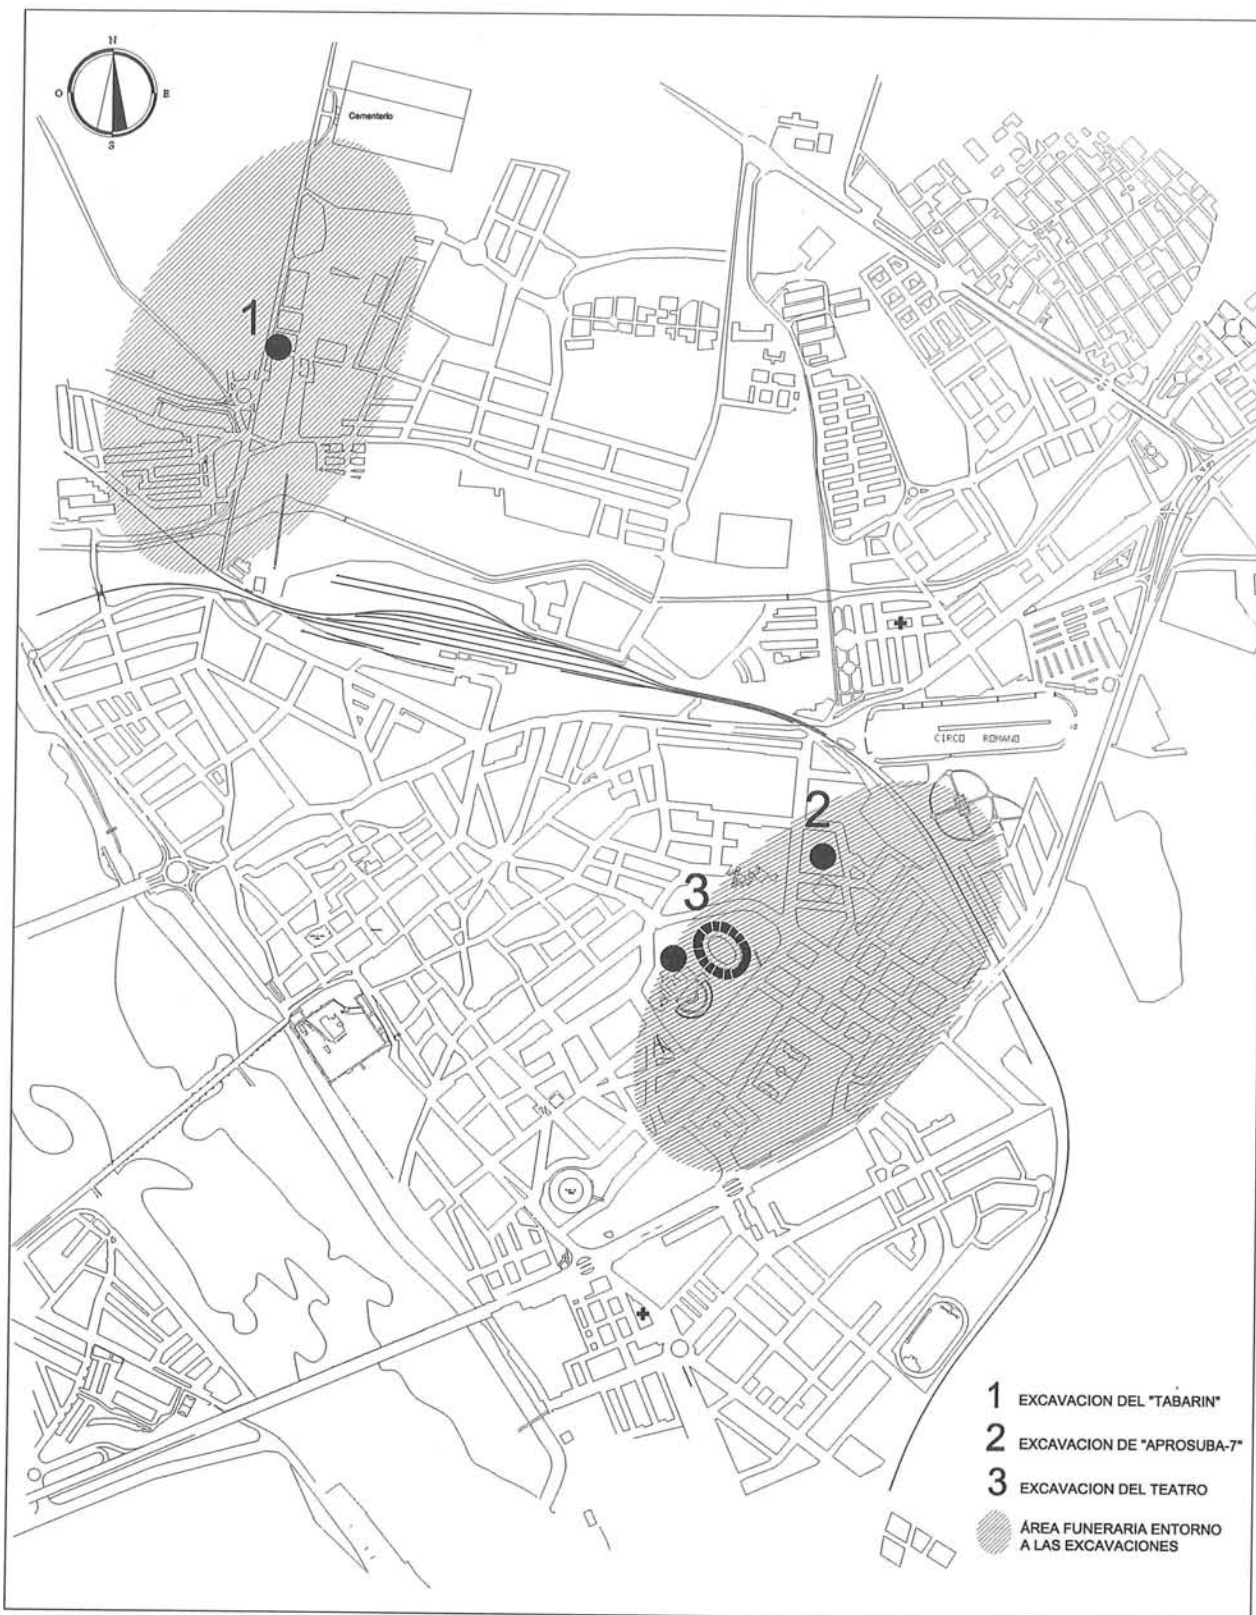 N
O
E
S
Cementerio
1
CIRCO ROMANO
2
3
1 EXCAVACION DEL "TABARIN"
2 EXCAVACION DE "APROSUBA-7"
3 EXCAVACION DEL TEATRO
ÁREA FUNERARIA ENTORNO
A LAS EXCAVACIONES